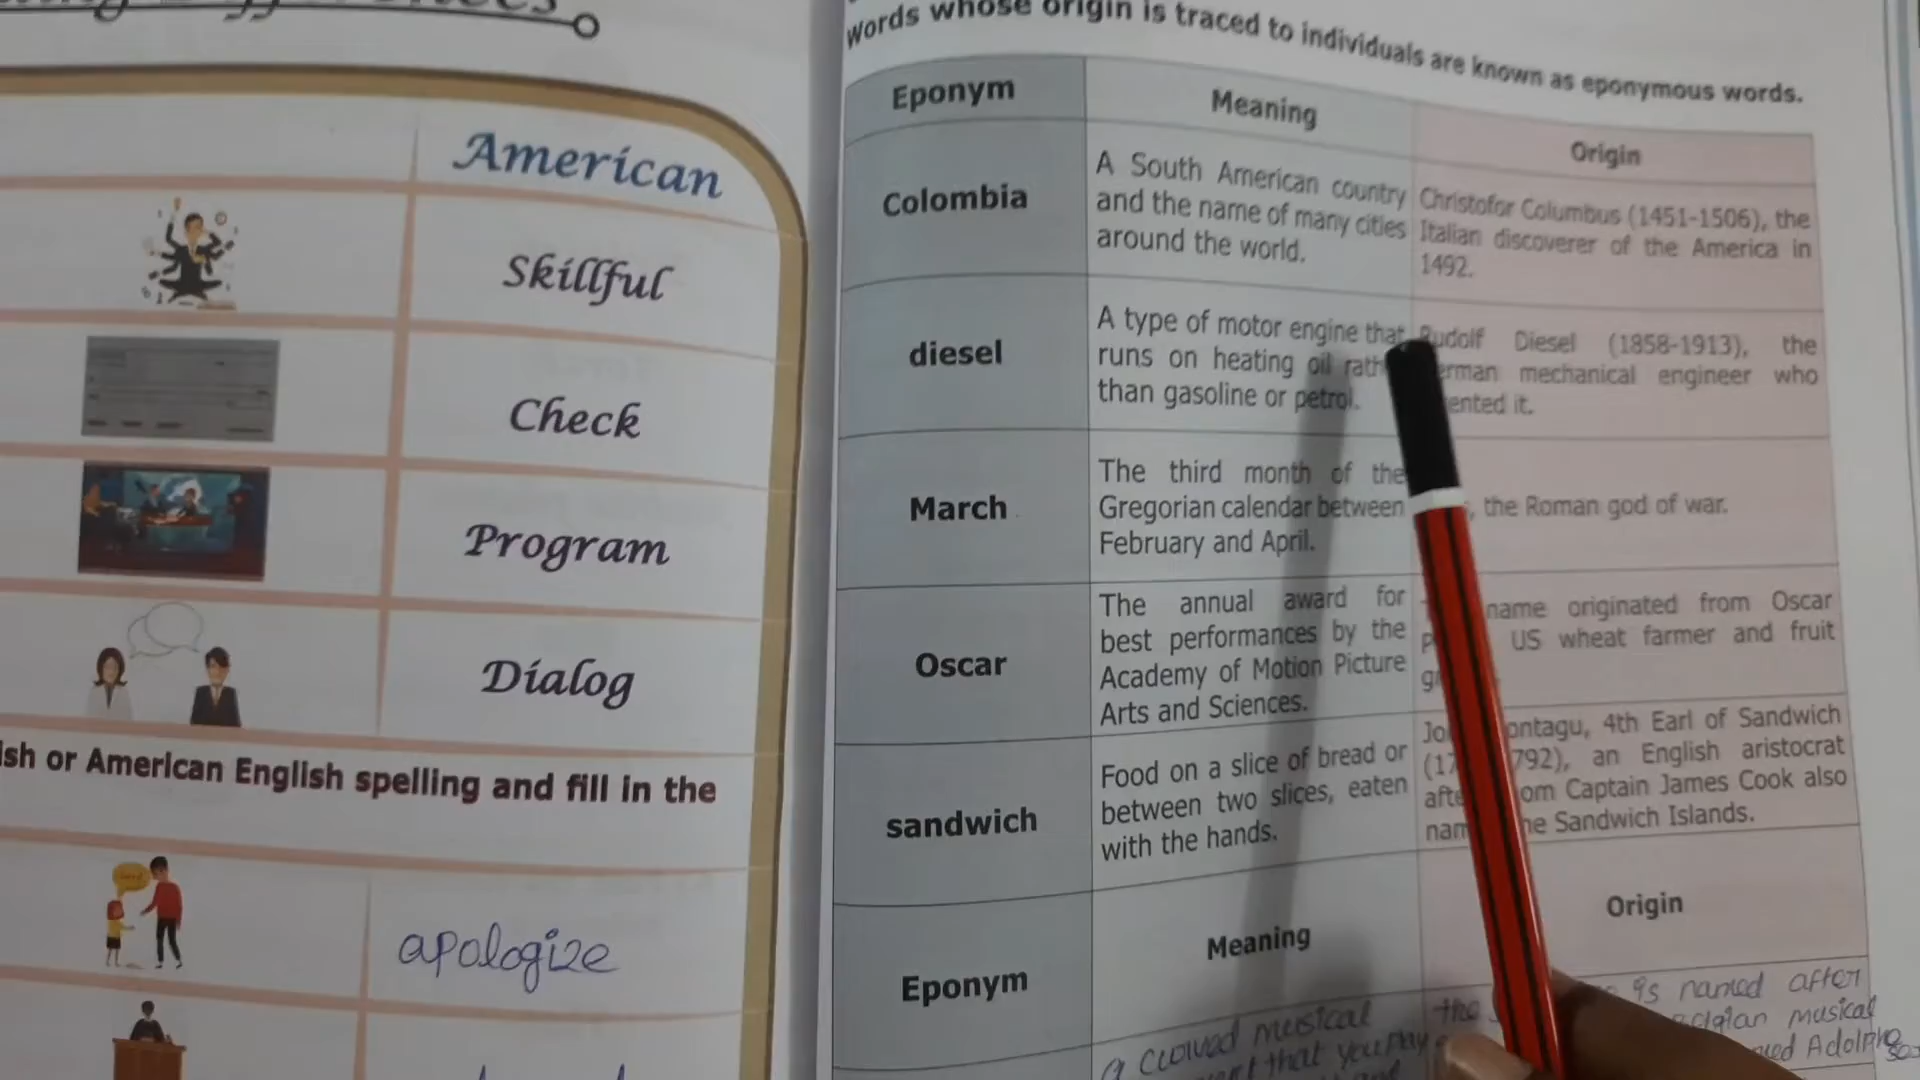 American
Skillful
Check
Program
Dialog
or American English spelling and fill in the
apologize
words whose origin is traced to individuals are known as eponymous words.
Eponym
Meaning
Origin
Colombia
A South American country
and the name of many cities
around the world.
Christofor Columbus (1451-1506), the
Italian discoverer of the America in
1492.
diesel
A type of motor engine that
runs on heating oil
than gasoline or petrol.
Rudolf Diesel (1858-1913), the
mechanical engineer who
it.
March
The third month of the
Gregorian calendar between
February and April.
the Roman god of war.
Oscar
The annual award for
best performances by the
Academy of Motion Picture
Arts and Sciences.
name originated from Oscar
US wheat farmer and fruit
sandwich
Food on a slice of bread or
between two slices, eaten
with the hands.
4th Earl of Sandwich
an English aristocrat
Captain James Cook also
Sandwich Islands.
Eponym
Meaning
Origin
a curved musical
that you
the
is named after
musical